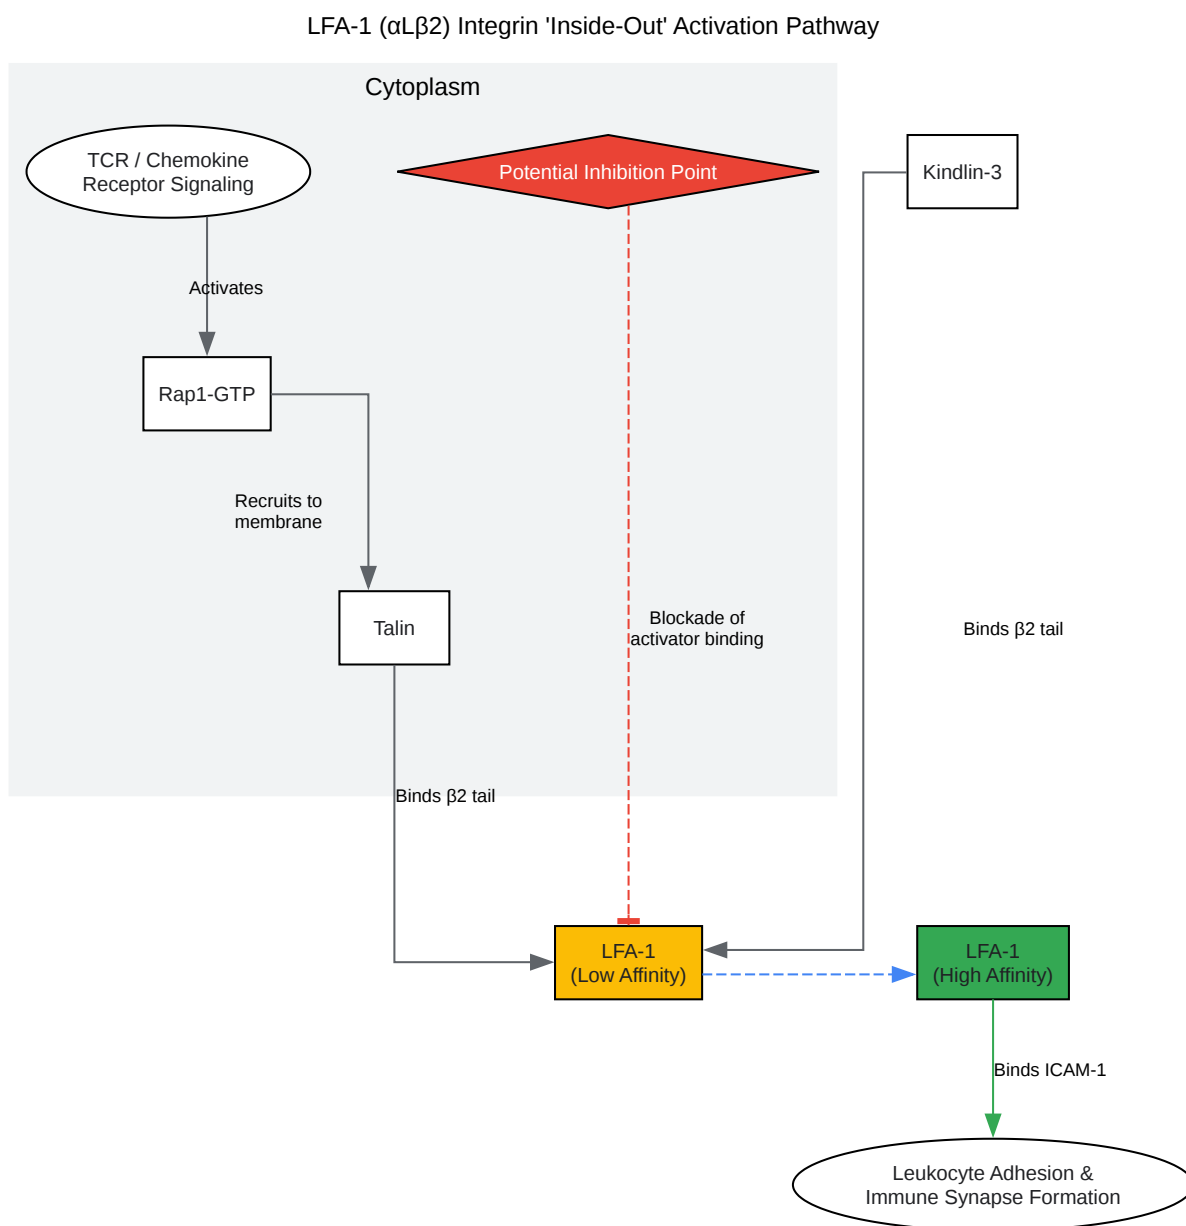 LFA-1 (αLβ2) Integrin 'Inside-Out' Activation Pathway
Cytoplasm
TCR / Chemokine
Receptor Signaling
Potential Inhibition Point
Kindlin-3
Activates
Rap1-GTP
Recruits to
membrane
Talin
Blockade of
activator binding
Binds β2 tail
Binds β2 tail
LFA-1
(Low Affinity)
LFA-1
(High Affinity)
Binds ICAM-1
Leukocyte Adhesion &
Immune Synapse Formation